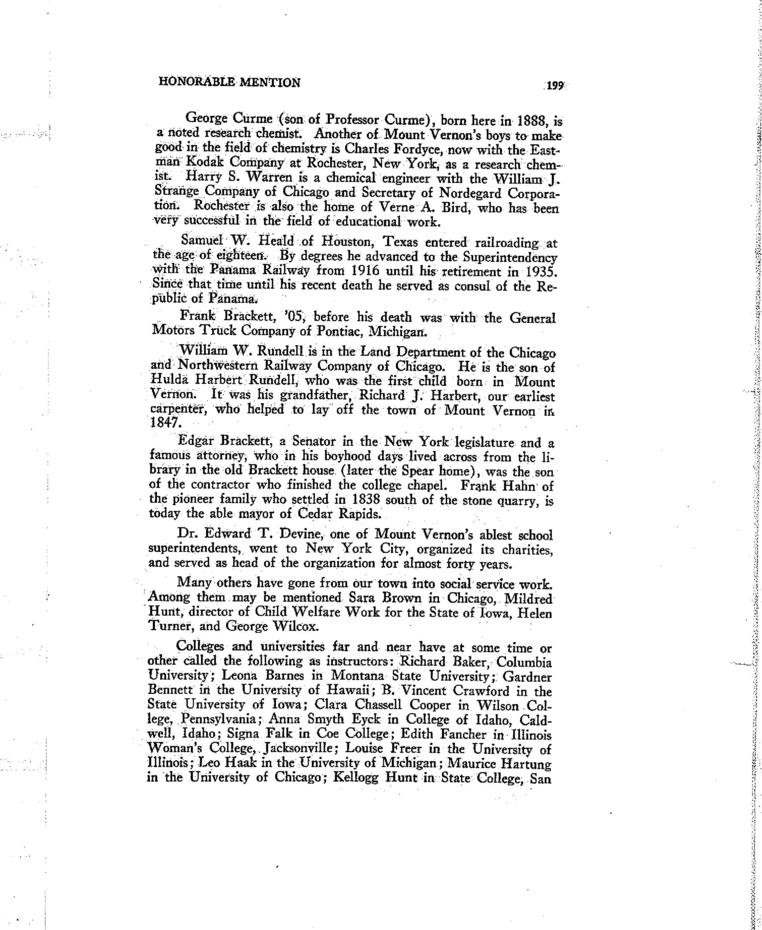 HONORABLE MENTION 199
George Curme (son of Professor Curme), born here in 1888, is
a noted research chemist. Another of Mount Vernon's boys to make
good in the field of chemistry is Charles Fordyce, now with the East-
man Kodak Company at Rochester, New York, as a research chem-
ist. Harry S. Warren is a chemical engineer with the William J.
Strange Company of Chicago and Secretary of Nordegard Corpora-
tion. Rochester is also the home of Verne A. Bird, who has been
very successful in the field of educational work.
Samuel W. Heald of Houston, Texas entered railroading at
the age of eighteen. By degrees he advanced to the Superintendency
with the Panama Railway from 1916 until his retirement in 1935.
Since that time until his recent death he served as consul of the Re-
public of Panama.
Frank Brackett, '05, before his death was with the General
Motors Truck Company of Pontiac, Michigan.
William W. Rundell is in the Land Department of the Chicago
and Northwestern Railway Company of Chicago. He is the son of
Hulda Harbert Rundell, who was the first child born in Mount
Vernon. It was his grandfather, Richard J. Harbert, our earliest
carpenter, who helped to lay off the town of Mount Vernon in
1847.
Edgar Brackett, a Senator in the New York legislature and a
famous attorney, who in his boyhood days lived across from the li-
brary in the old Brackett house (later the Spear home), was the son
of the contractor who finished the college chapel. Frank Hahn of
the pioneer family who settled in 1838 south of the stone quarry, is
today the able mayor of Cedar Rapids.
Dr. Edward T. Devine, one of Mount Vernon's ablest school
superintendents, went to New York City, organized its charities,
and served as head of the organization for almost forty years.
Many others have gone from our town into social service work.
Among them may be mentioned Sara Brown in Chicago, Mildred
Hunt, director of Child Welfare Work for the State of Iowa, Helen
Turner, and George Wilcox.
Colleges and universities far and near have at some time or
other called the following as instructors: Richard Baker, Columbia
University; Leona Barnes in Montana State University; Gardner
Bennett in the University of Hawaii; B. Vincent Crawford in the
State University of Iowa; Clara Chassell Cooper in Wilson Col-
lege, Pennsylvania; Anna Smyth Eyck in College of Idaho, Cald-
well, Idaho; Signa Falk in Coe College; Edith Fancher in Illinois
Woman's College, Jacksonville; Louise Freer in the University of
Illinois; Leo Haak in the University of Michigan; Maurice Hartung
in the University of Chicago; Kellogg Hunt in State College, San